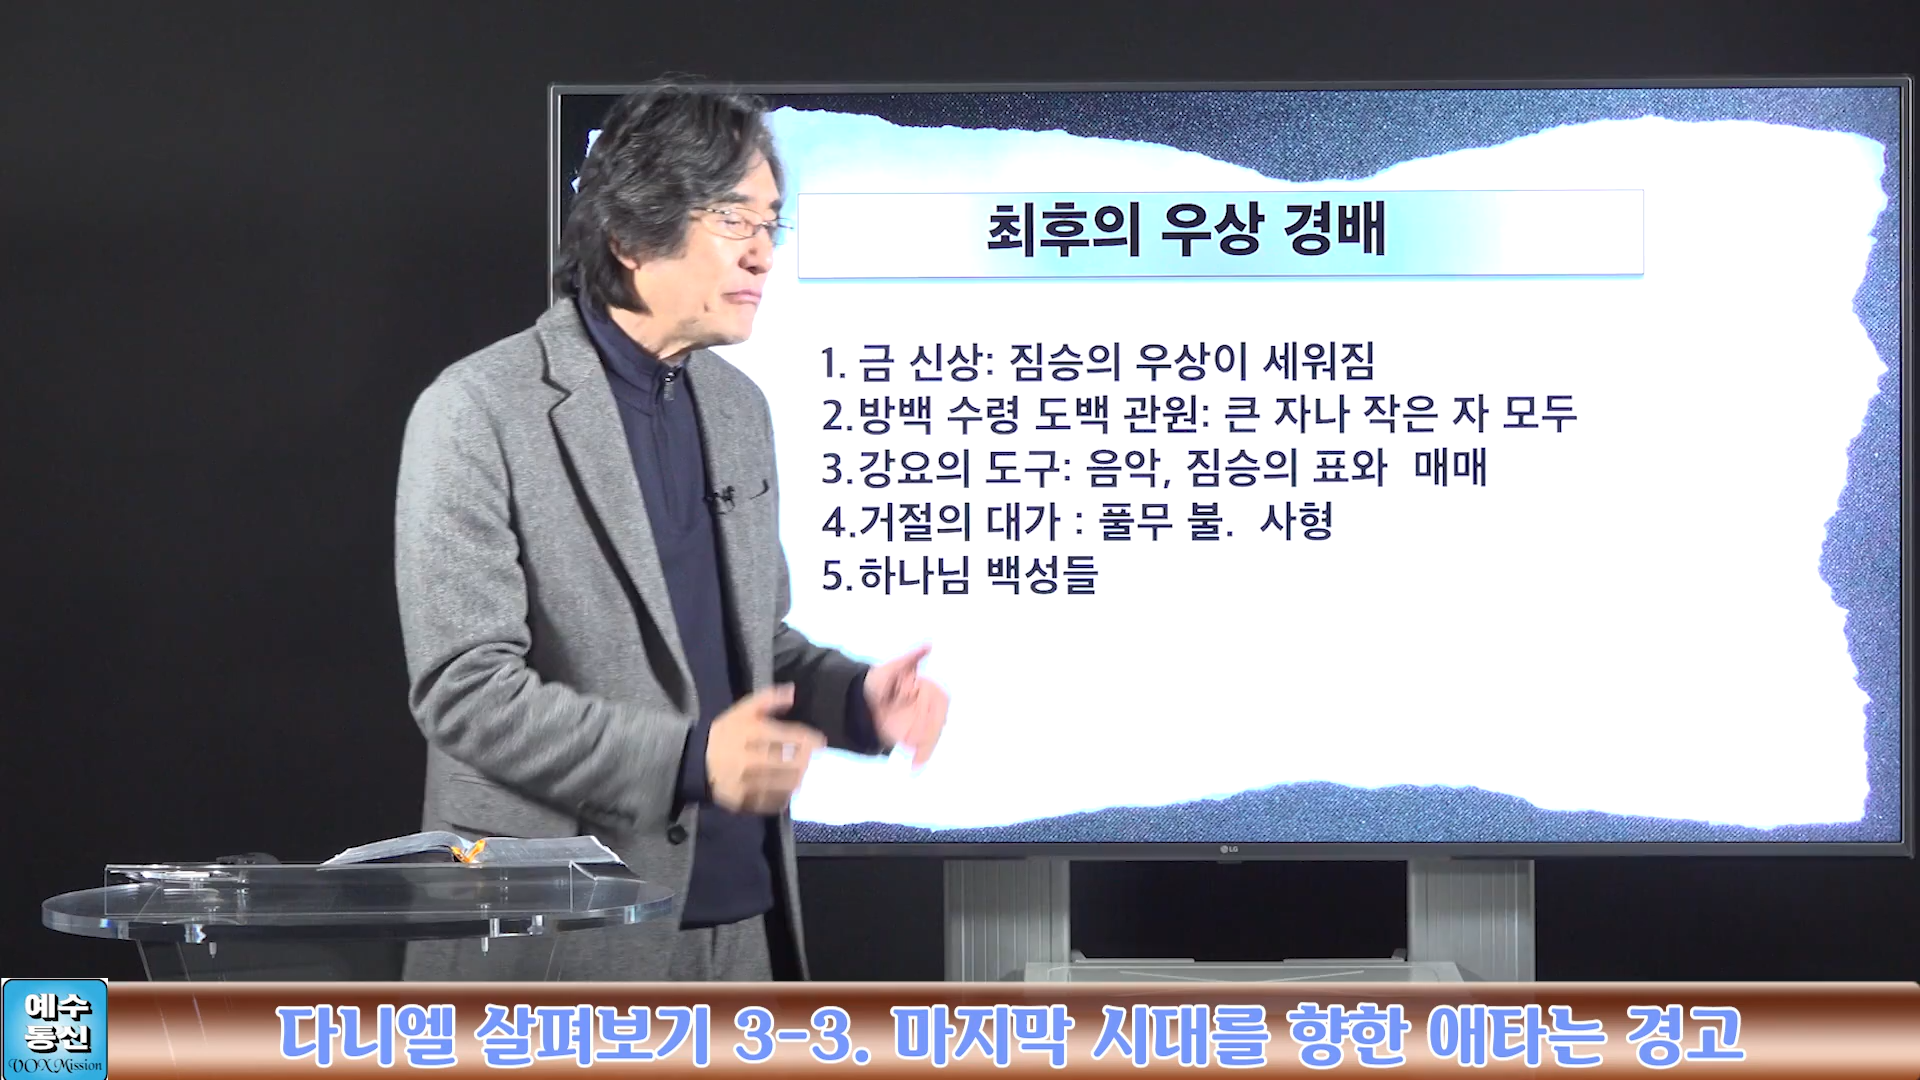 최후의 우상 경배
1. 금 신상: 짐승의 우상이 세워짐
2.방백 수령 도백 관원: 큰 자나 작은 자 모두
3.강요의 도구: 음악, 짐승의 표와 매매
4.거절의 대가 : 풀무 불. 사형
5.하나님 백성들
LG
예수
통신
VOX Mission
다니엘 살펴보기 3-3. 마지막 시대를 향한 애타는 경고